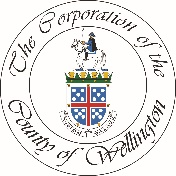 The Corporation of the
County of Wellington